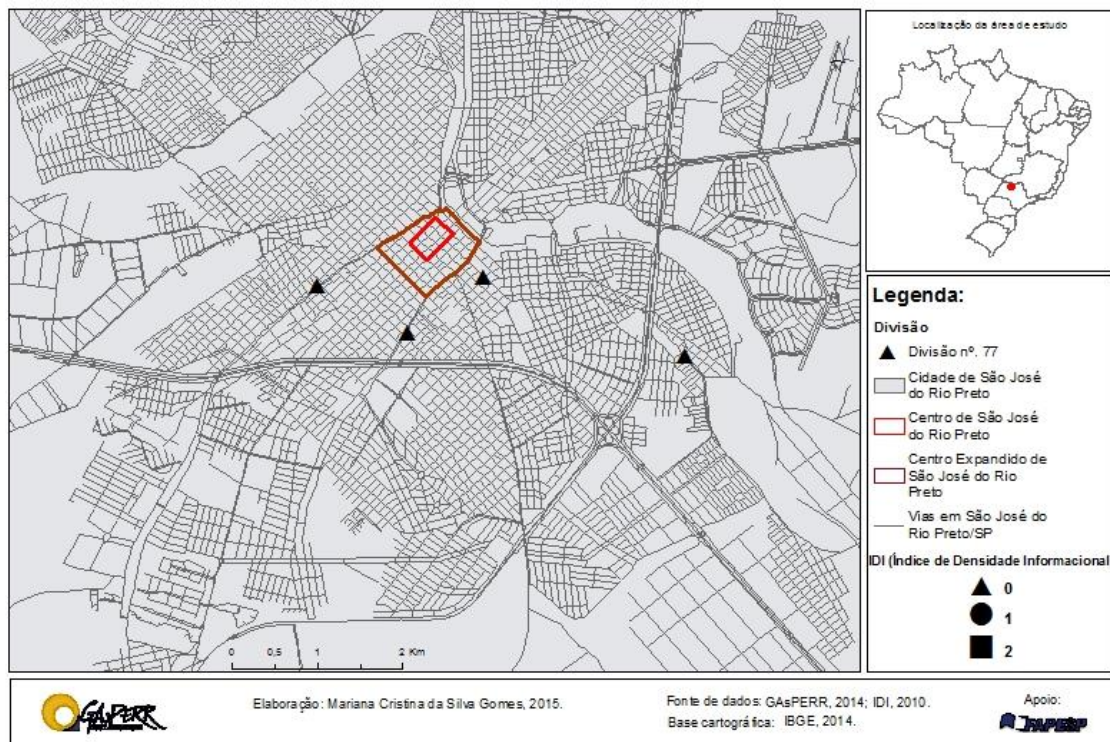 Localização da área de estudo
Legenda:
Divisão
Divisão nº. 77
Cidade de São José
do Rio Preto
Centro de São José
do Rio Preto
Centro Expandido de
São José do Rio
Preto
Vias em São José do
Rio Preto/SP
IDI (Índice de Densidade Informacional
0
1
2
0 0,5 1 2 Km
GAsPERR
Elaboração: Mariana Cristina da Silva Gomes, 2015.
Fonte de dados: GAsPERR, 2014; IDI, 2010.
Base cartográfica: IBGE, 2014.
Apoio:
FAPESP